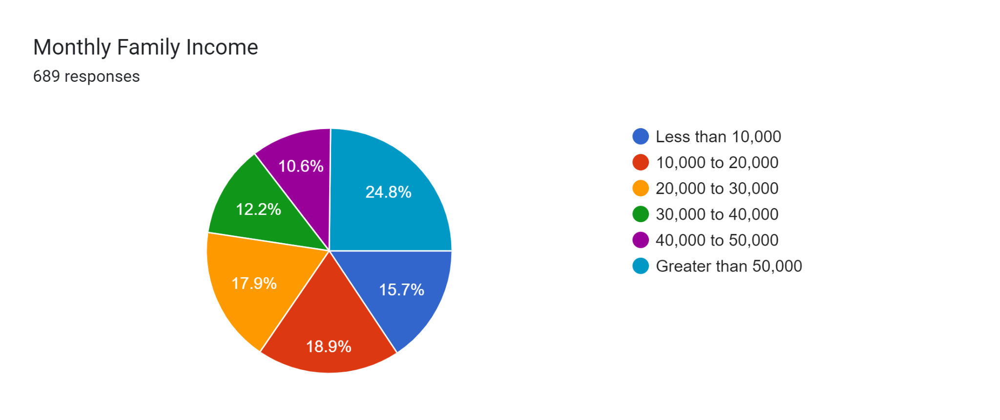 Monthly Family Income
689 responses
10.6%
24.8%
12.2%
17.9%
15.7%
18.9%
Less than 10,000
10,000 to 20,000
20,000 to 30,000
30,000 to 40,000
40,000 to 50,000
Greater than 50,000